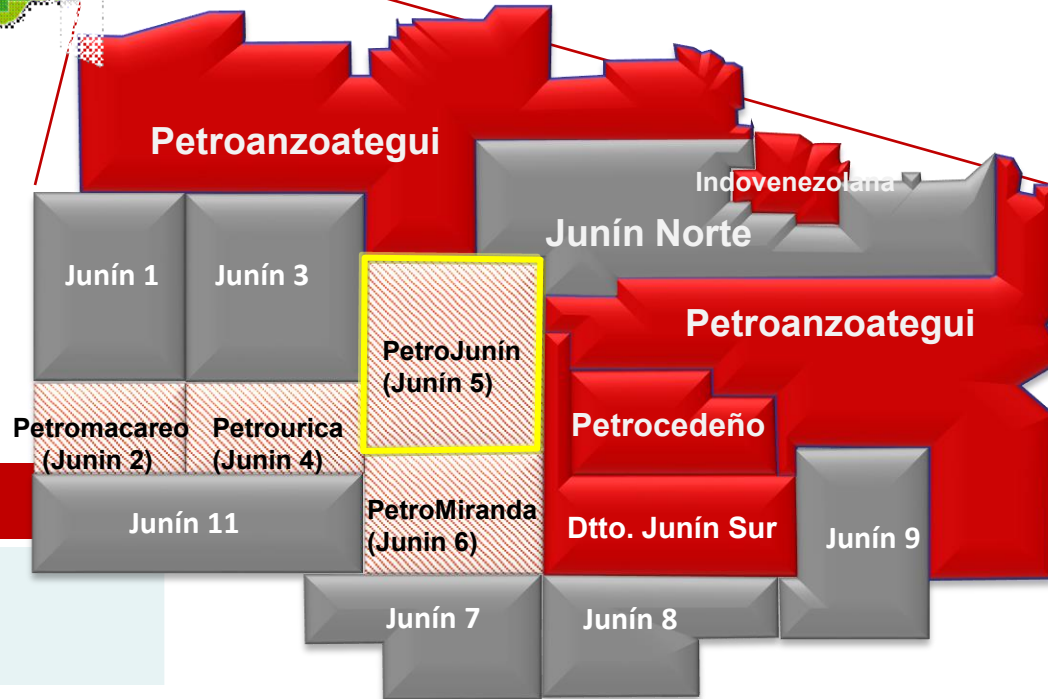 Petroanzoategui
Indovenezolana
Junín Norte
Junín 1
Junín 3
Petroanzoategui
PetroJunín
(Junín 5)
Petromacareo
(Junin 2)
Petrourica
(Junin 4)
Petrocedeño
PetroMiranda
(Junin 6)
Junín 11
Dtto. Junín Sur
Junín 9
Junín 7
Junín 8